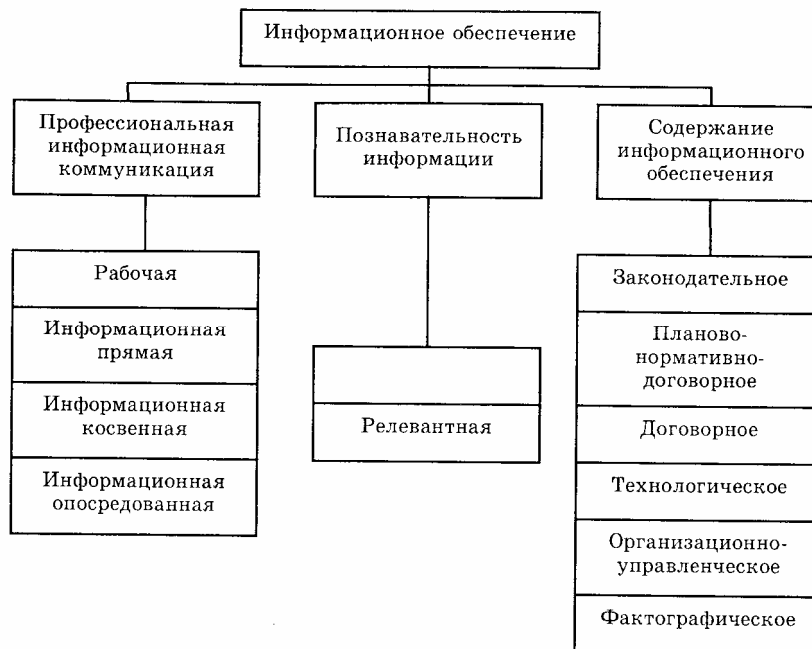 Информационное обеспечение
Профессиональная
информационная
коммуникация
Познавательность
информации
Содержание
информационного
обеспечения
Рабочая
Информационная
прямая
Информационная
косвенная
Информационная
опосредованная
Релевантная
Законодательное
Планово-
нормативно-
договорное
Договорное
Технологическое
Организационно-
управленческое
Фактографическое